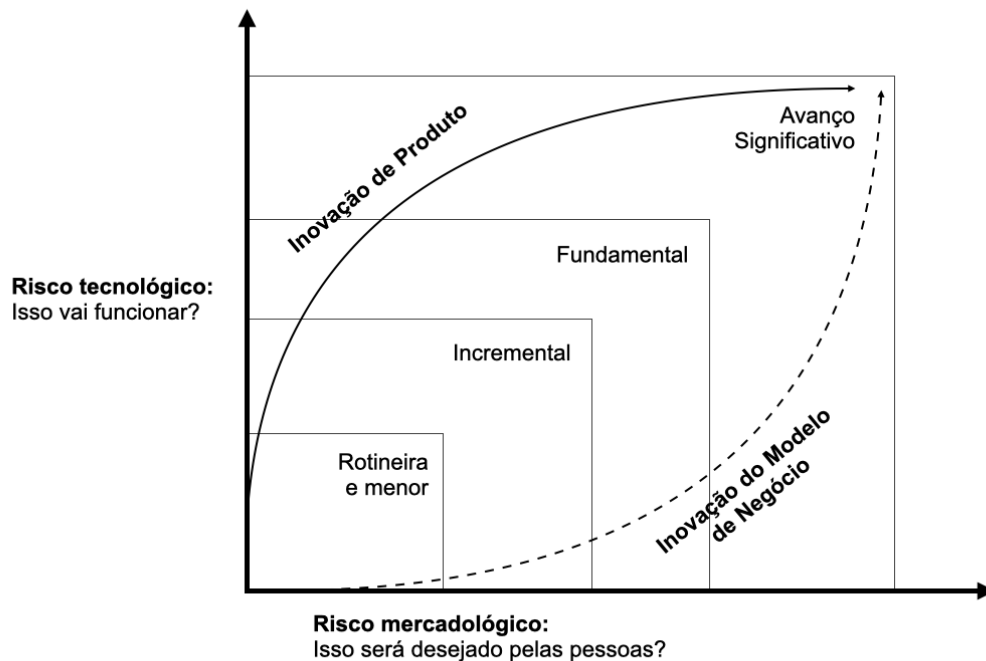 Inovação de Produto
Avanço
Significativo
Fundamental
Risco tecnológico:
Isso vai funcionar?
Incremental
Rotineira
e menor
Inovação do Modelo
de Negócio
Risco mercadológico:
Isso será desejado pelas pessoas?